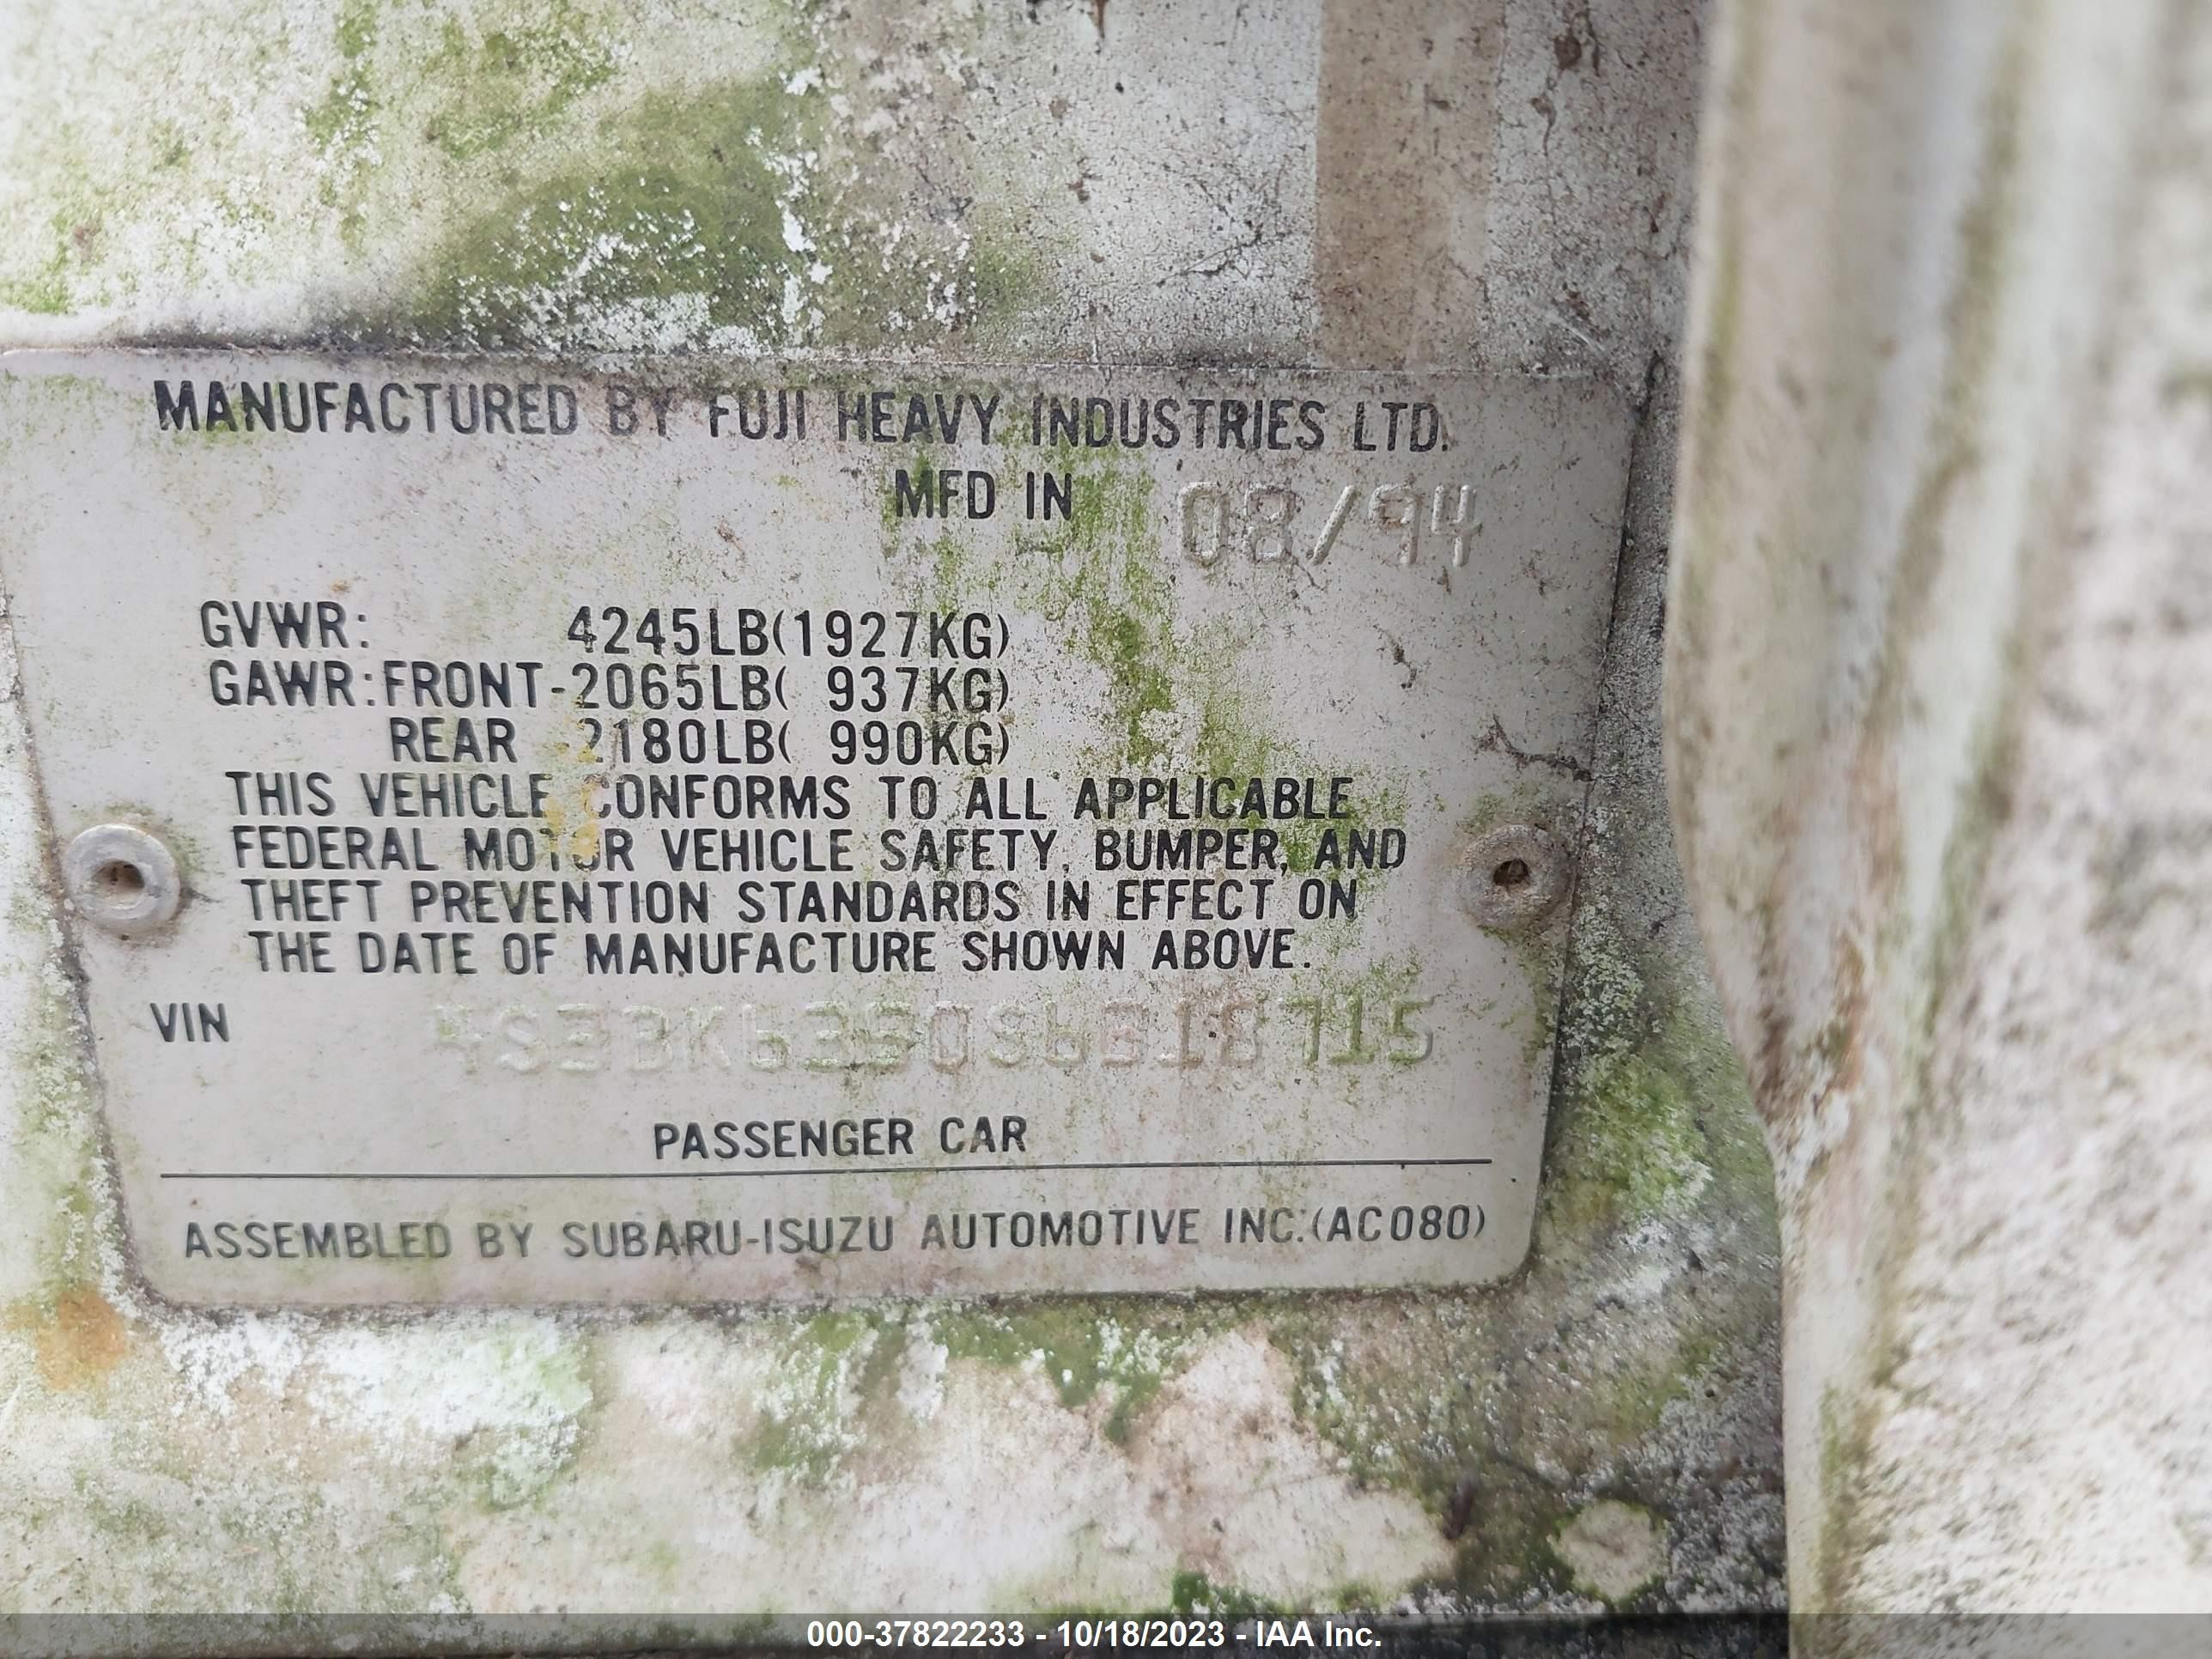 MANUFACTURED BY FUJI HEAVY INDUSTRIES LTD.
MFD IN 08/94
GVWR: 4245LB(1927KG)
GAWR:FRONT-2065LB( 937KG)
REAR -2180LB( 990KG)
THIS VEHICLE CONFORMS TO ALL APPLICABLE
FEDERAL MOTOR VEHICLE SAFETY, BUMPER, AND
THEFT PREVENTION STANDARDS IN EFFECT ON
THE DATE OF MANUFACTURE SHOWN ABOVE.
VIN 4S3BK6350S6318715
PASSENGER CAR
ASSEMBLED BY SUBARU-ISUZU AUTOMOTIVE INC.(AC080)
000-37822233 - 10/18/2023 - IAA Inc.